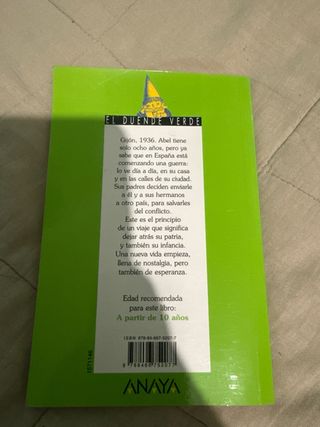 EL DUENDE VERDE
Gijón, 1936. Abel tiene
solo ocho años, pero ya
sabe que en España está
comenzando una guerra:
lo ve día a día, en su casa
y en las calles de su ciudad.
Sus padres deciden enviarle
a él y a sus hermanos
a otro país, para salvarles
del conflicto.
Este es el principio
de un viaje que significa
dejar atrás su patria,
y también su infancia.
Una nueva vida empieza,
llena de nostalgia, pero
también de esperanza.
Edad recomendada
para este libro:
A partir de 10 años
1571146
ANAYA